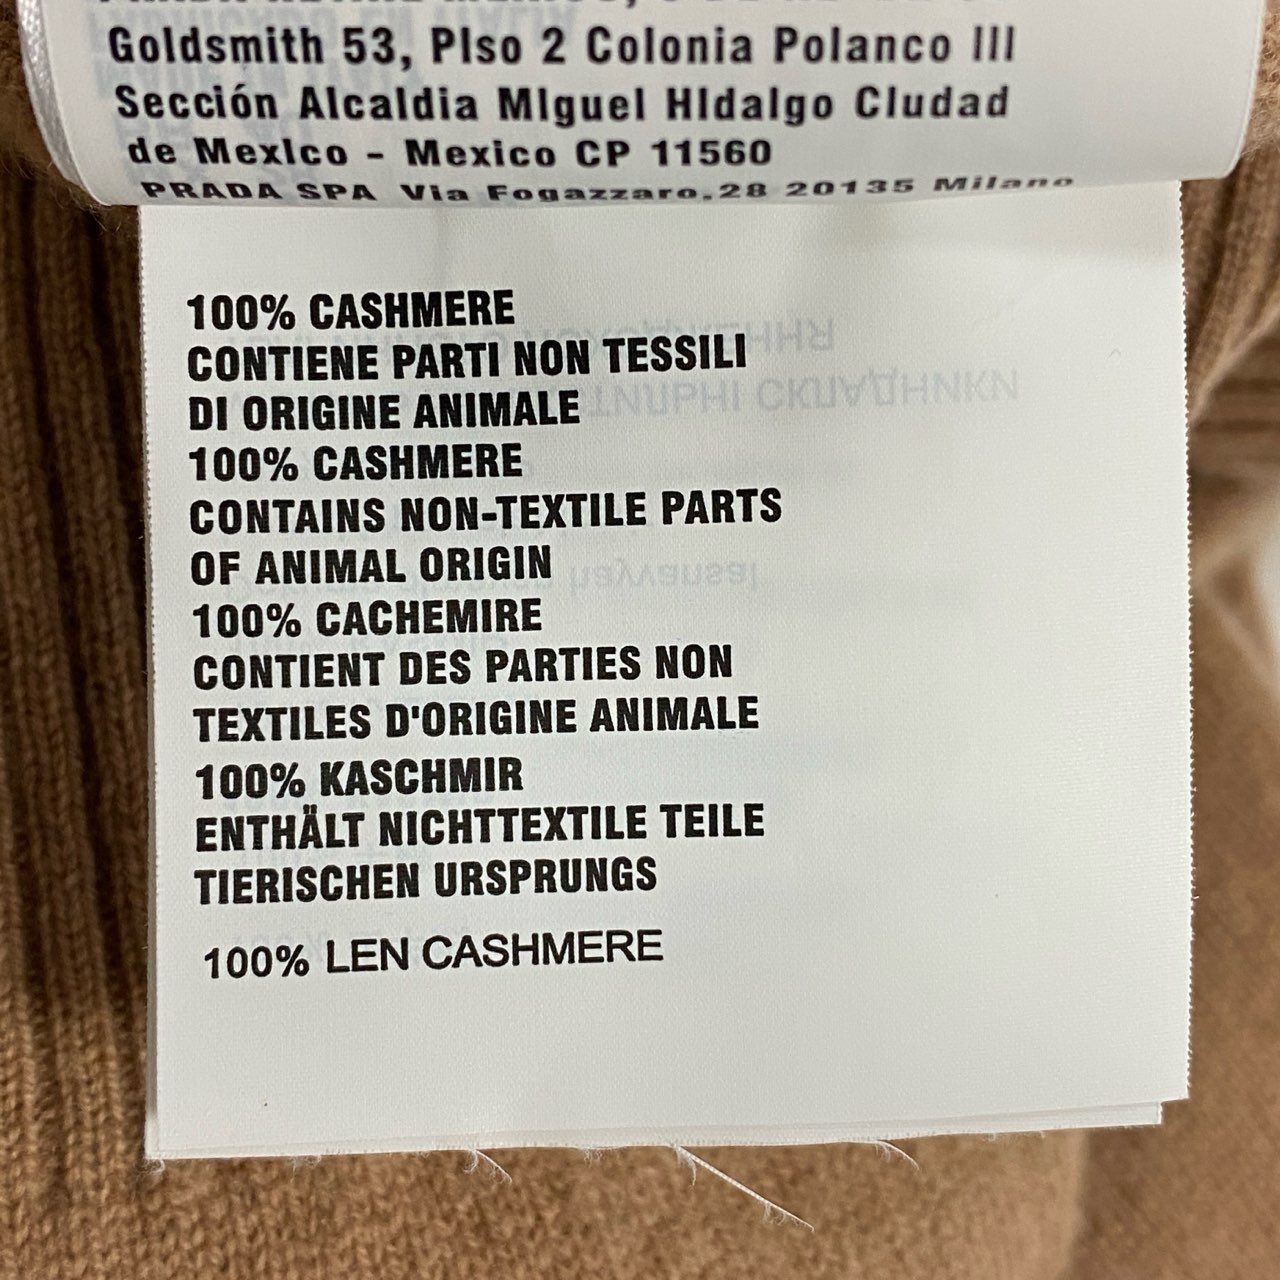 Goldsmith 53, PIso 2 Colonia Polanco III
Sección Alcaldia MIguel HIdalgo CIudad
de MexIco - Mexico CP 11560
PRADA SPA Via Fogazzaro,28 20135 Milano
100% CASHMERE
CONTIENE PARTI NON TESSILI
DI ORIGINE ANIMALE
100% CASHMERE
CONTAINS NON-TEXTILE PARTS
OF ANIMAL ORIGIN
100% CACHEMIRE
CONTIENT DES PARTIES NON
TEXTILES D'ORIGINE ANIMALE
100% KASCHMIR
ENTHÄLT NICHTTEXTILE TEILE
TIERISCHEN URSPRUNGS
100% LEN CASHMERE